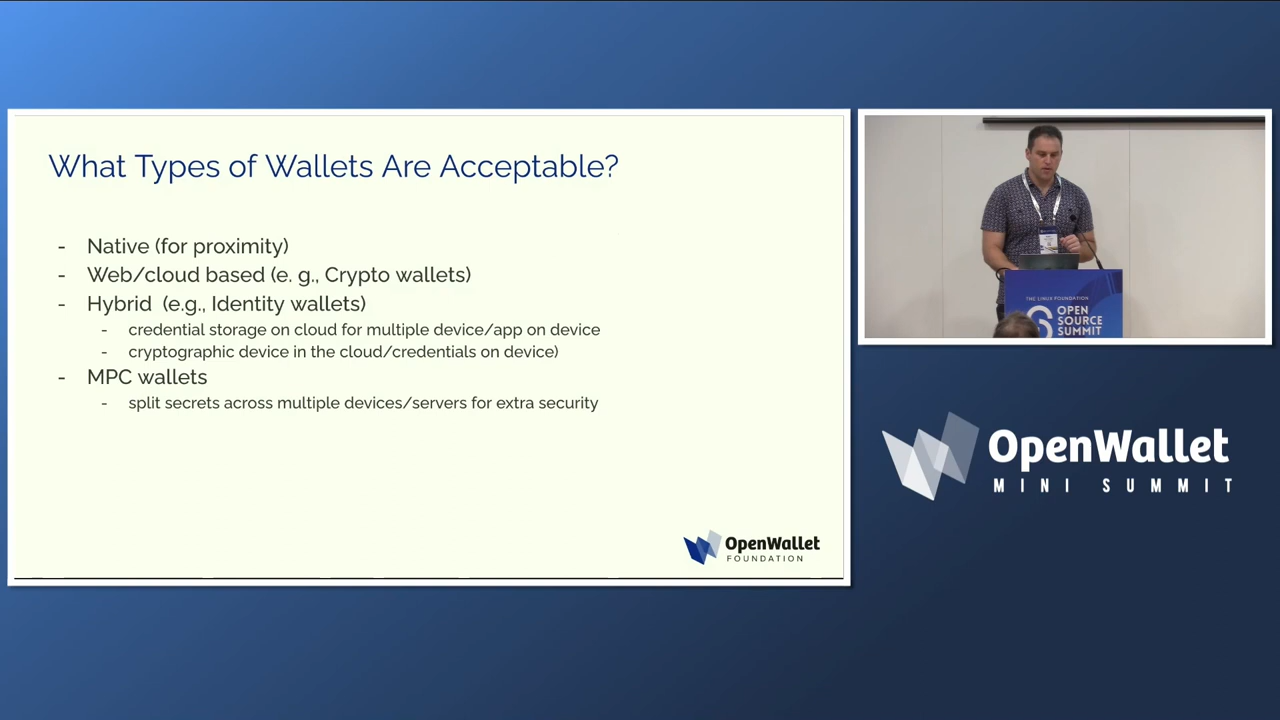 What Types of Wallets Are Acceptable?
- Native (for proximity)
- Web/cloud based (e. g., Crypto wallets)
- Hybrid (e.g., Identity wallets)
- credential storage on cloud for multiple device/app on device
- cryptographic device in the cloud/credentials on device)
- MPC wallets
- split secrets across multiple devices/servers for extra security
OpenWallet
FOUNDATION
THE LINUX FOUNDATION
OPEN
SOURCE
SUMMIT
OpenWallet
MINI SUMMIT